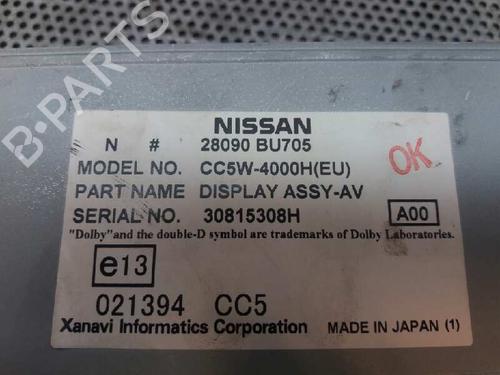 NISSAN
N # 28090 BU705
MODEL NO. CC5W-4000H(EU)
PART NAME DISPLAY ASSY-AV
SERIAL NO. 30815308H A00
"Dolby"and the double-D symbol are trademarks of Dolby Laboratories.
e13
021394 CC5
Xanavi Informatics Corporation MADE IN JAPAN (1)
OK
B-PARTS